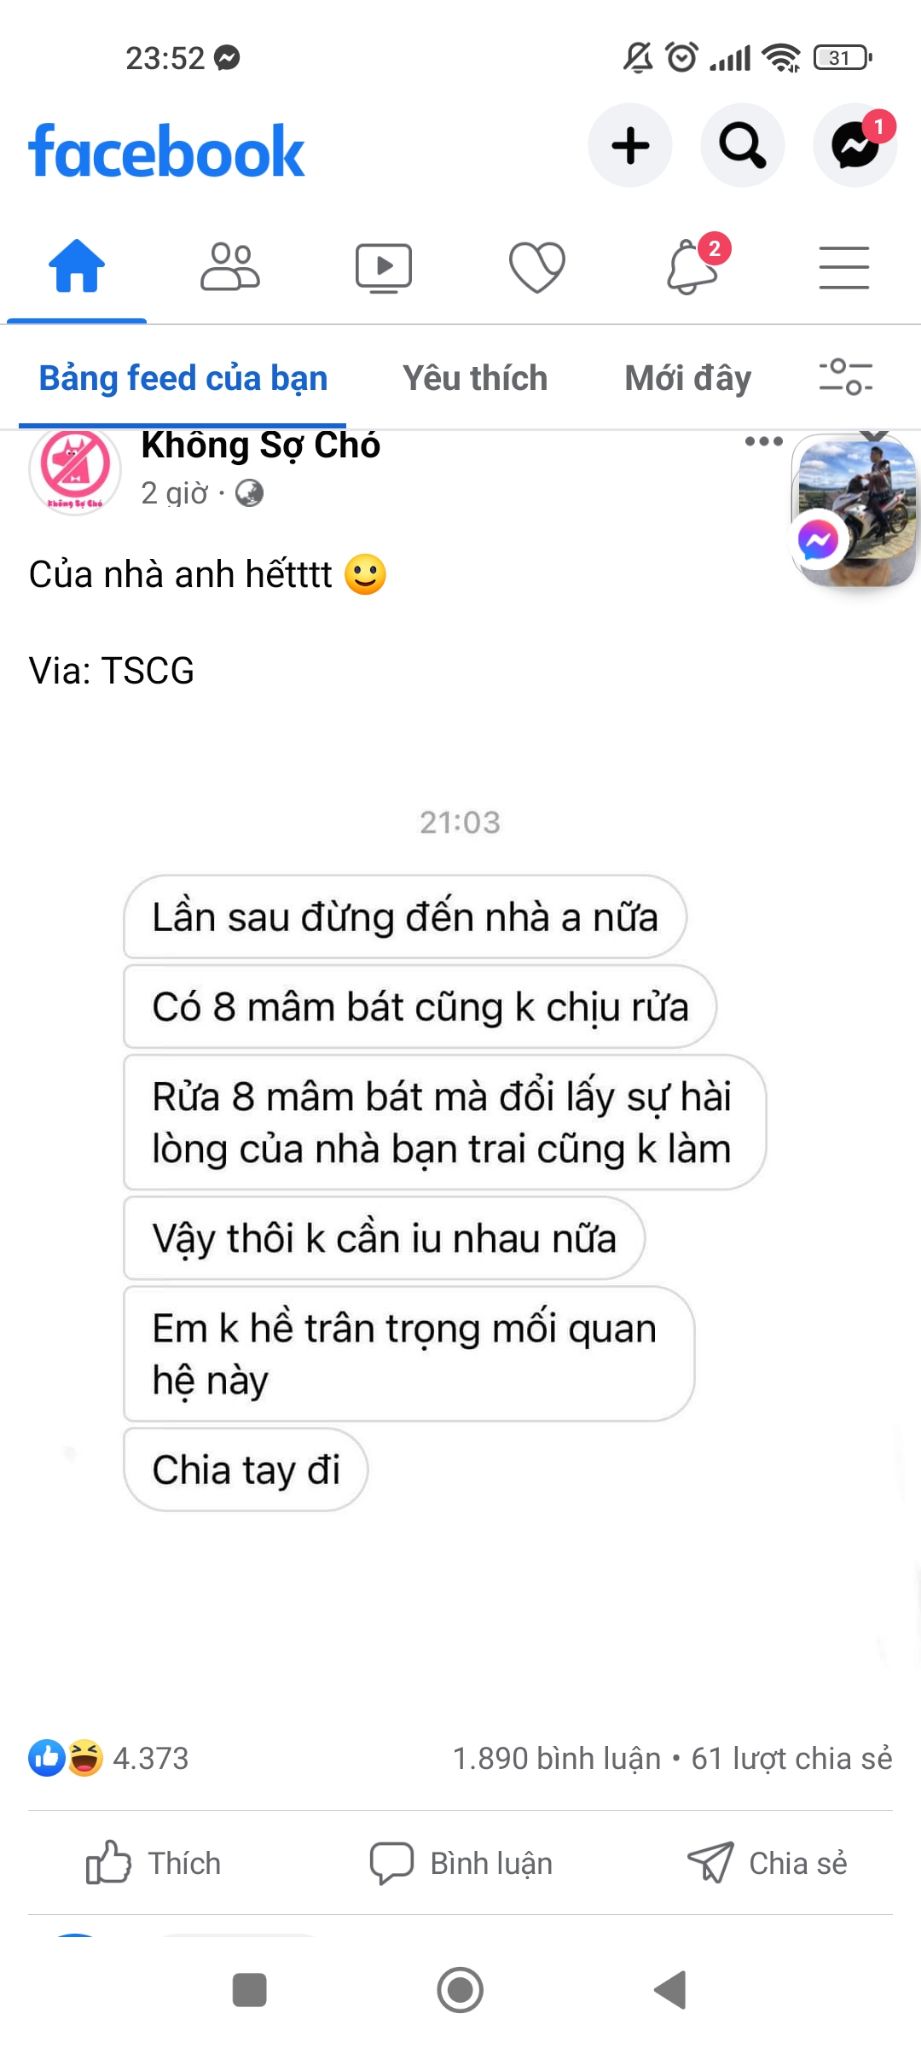 23:52
31
facebook
1
2
Bảng feed của bạn
Yêu thích
Mới đây
Không Sợ Chó
Không Sợ Chó
2 giờ ·
Của nhà anh hếtttt 🙂
Via: TSCG
21:03
Lần sau đừng đến nhà a nữa
Có 8 mâm bát cũng k chịu rửa
Rửa 8 mâm bát mà đổi lấy sự hài
lòng của nhà bạn trai cũng k làm
Vậy thôi k cần iu nhau nữa
Em k hề trân trọng mối quan
hệ này
Chia tay đi
4.373
1.890 bình luận • 61 lượt chia sẻ
Thích
Bình luận
Chia sẻ